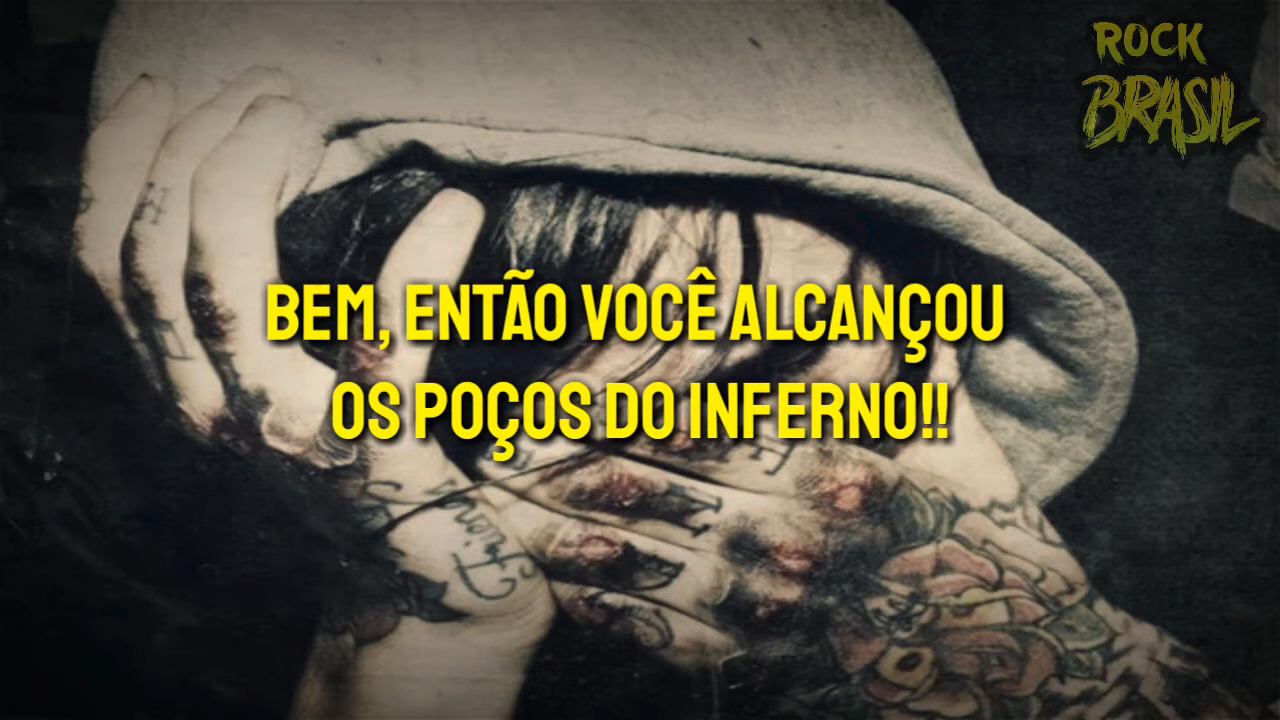 ROCK
BRASIL
BEM, ENTÃO VOCÊ ALCANÇOU
OS POÇOS DO INFERNO!!